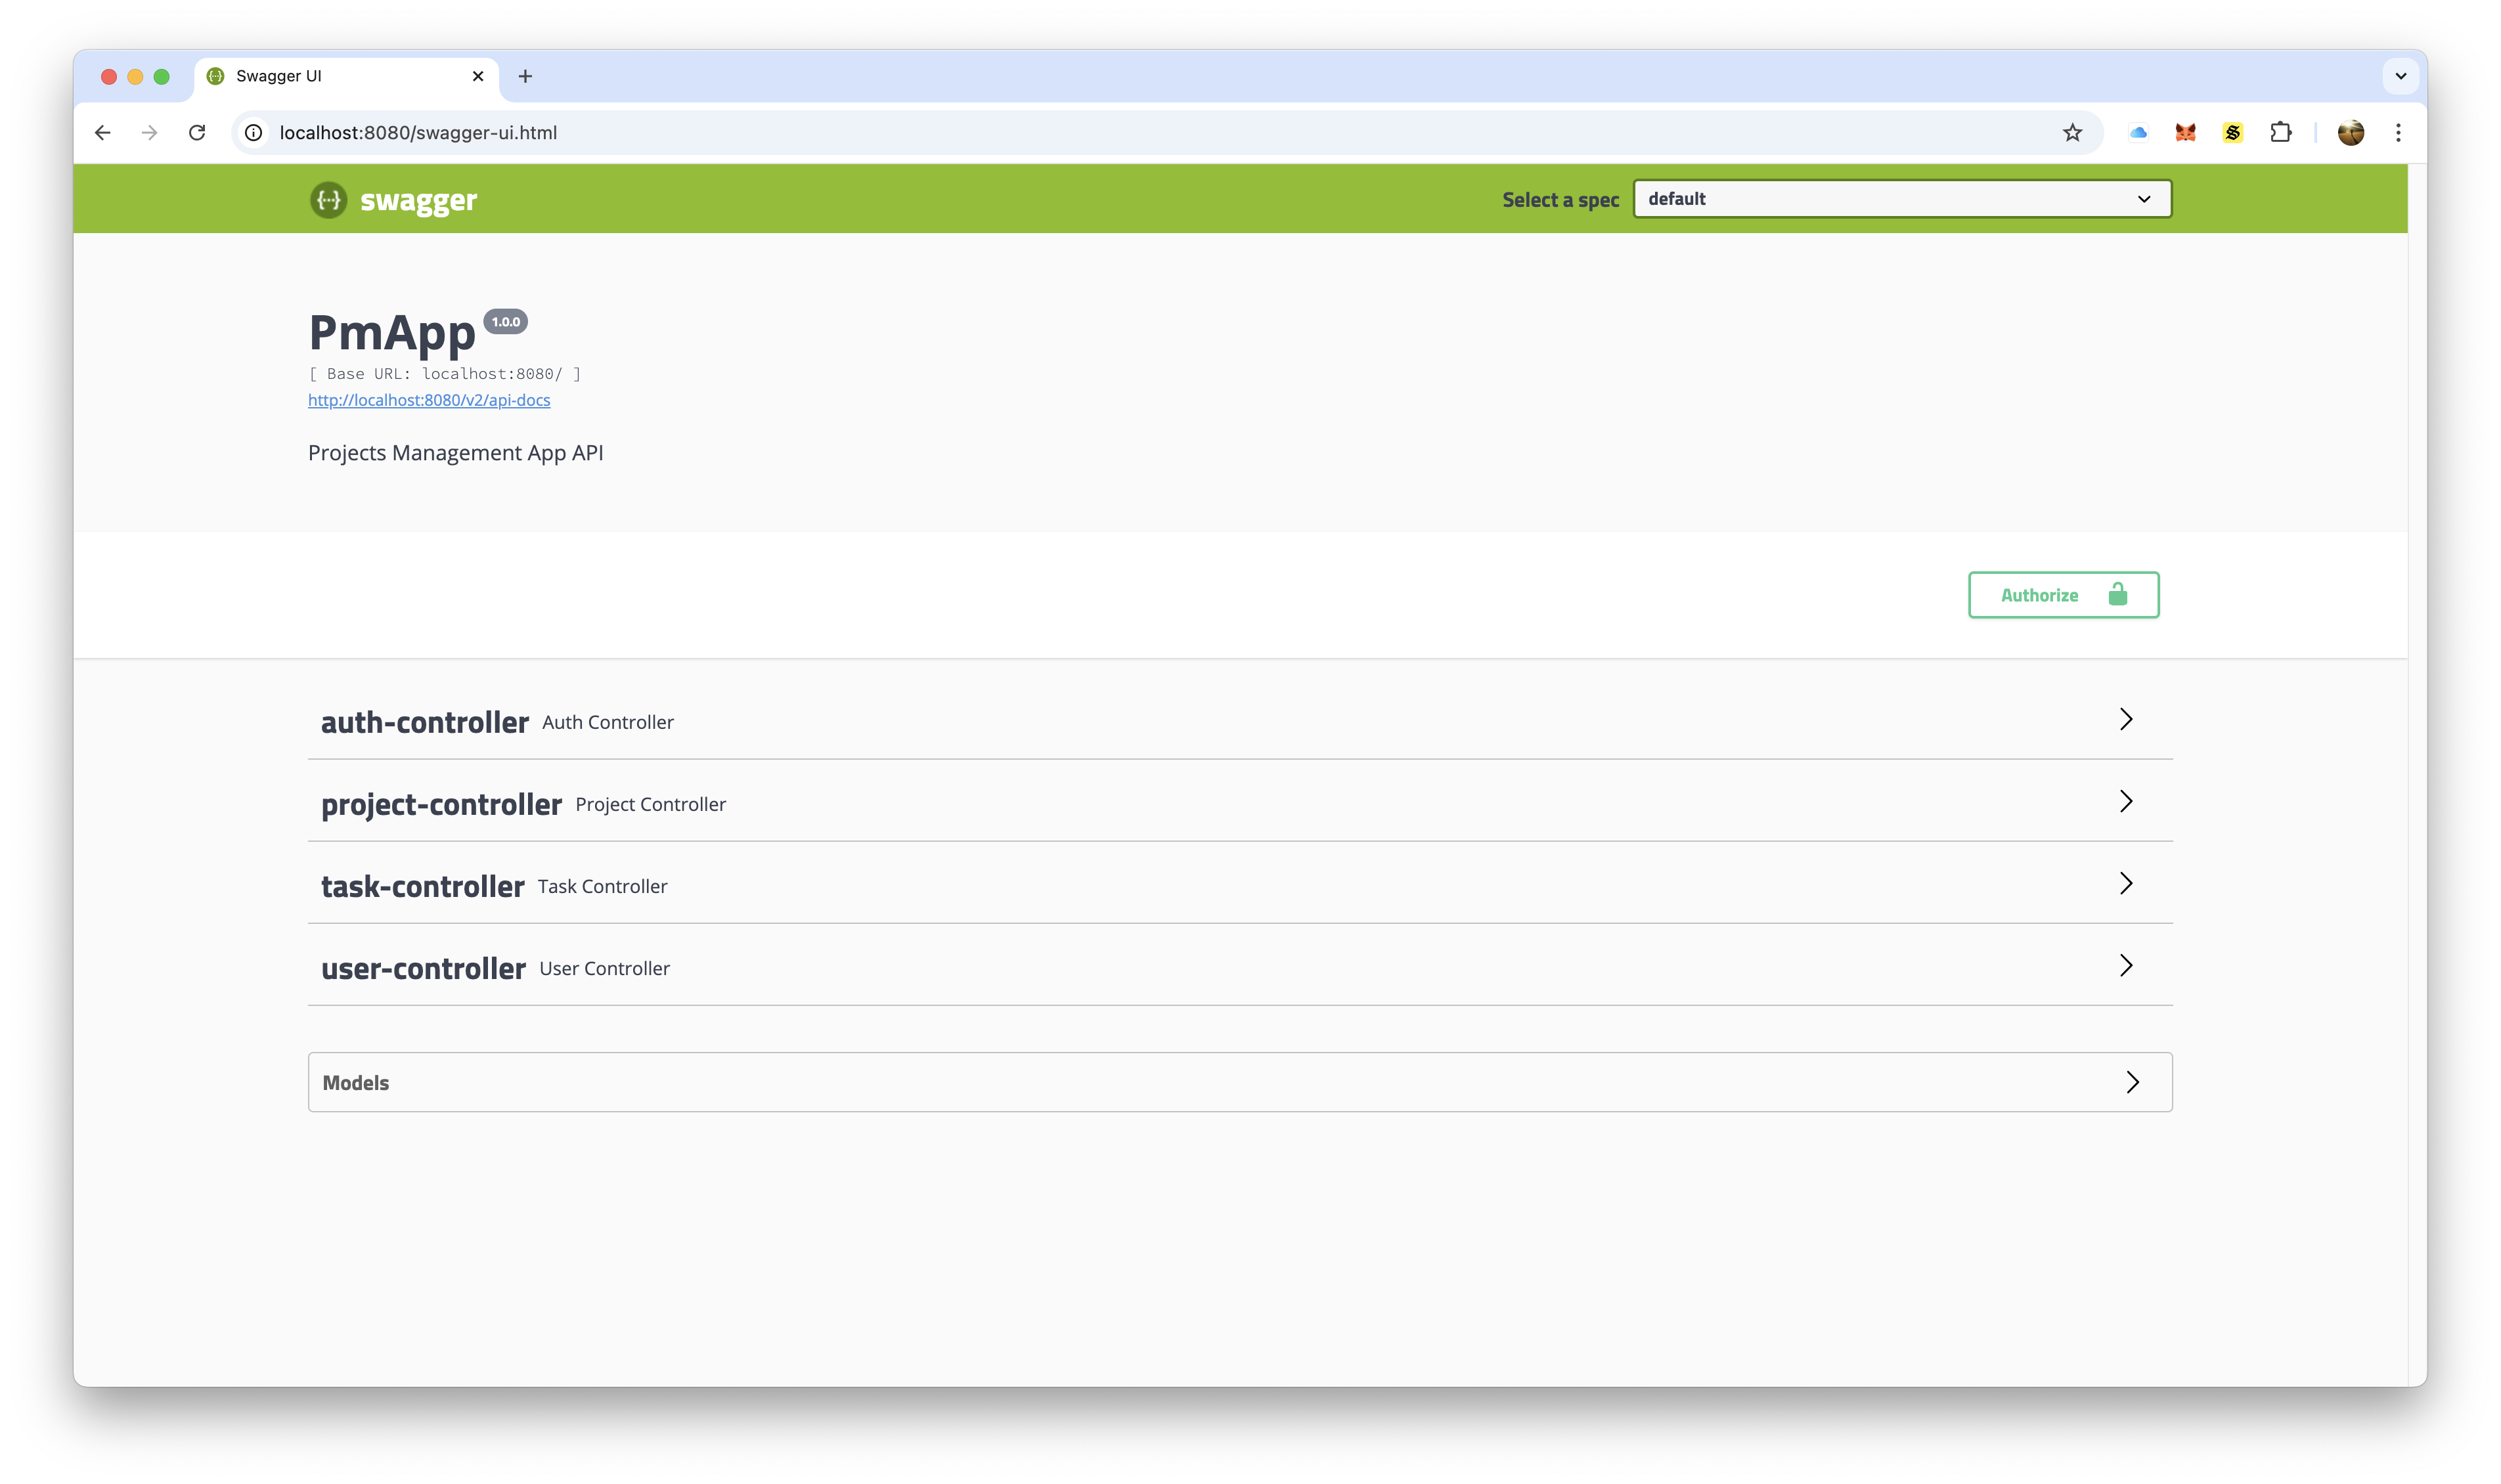 Swagger UI
localhost:8080/swagger-ui.html
swagger
Select a spec default
PmApp 1.0.0
[ Base URL: localhost:8080/ ]
http://localhost:8080/v2/api-docs
Projects Management App API
Authorize
auth-controller Auth Controller
project-controller Project Controller
task-controller Task Controller
user-controller User Controller
Models